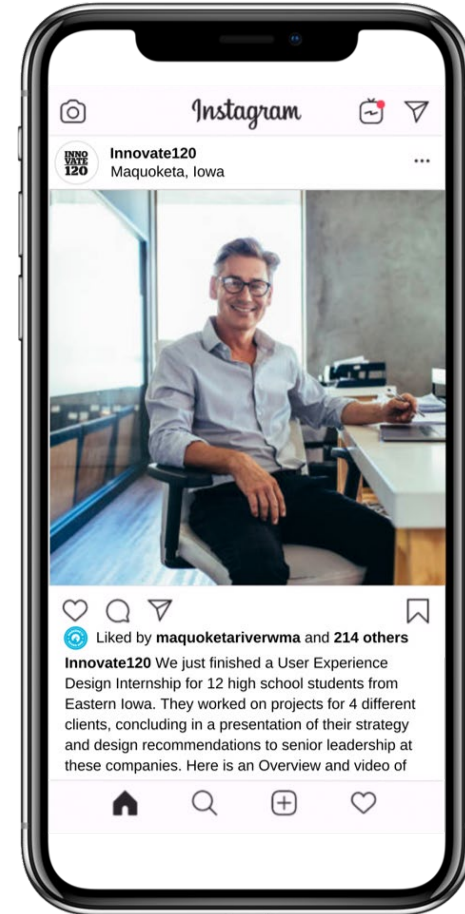 Instagram
INNO
VATE
120
Innovate120
Maquoketa, Iowa
Liked by maquoketariverwma and 214 others
Innovate120 We just finished a User Experience
Design Internship for 12 high school students from
Eastern Iowa. They worked on projects for 4 different
clients, concluding in a presentation of their strategy
and design recommendations to senior leadership at
these companies. Here is an Overview and video of